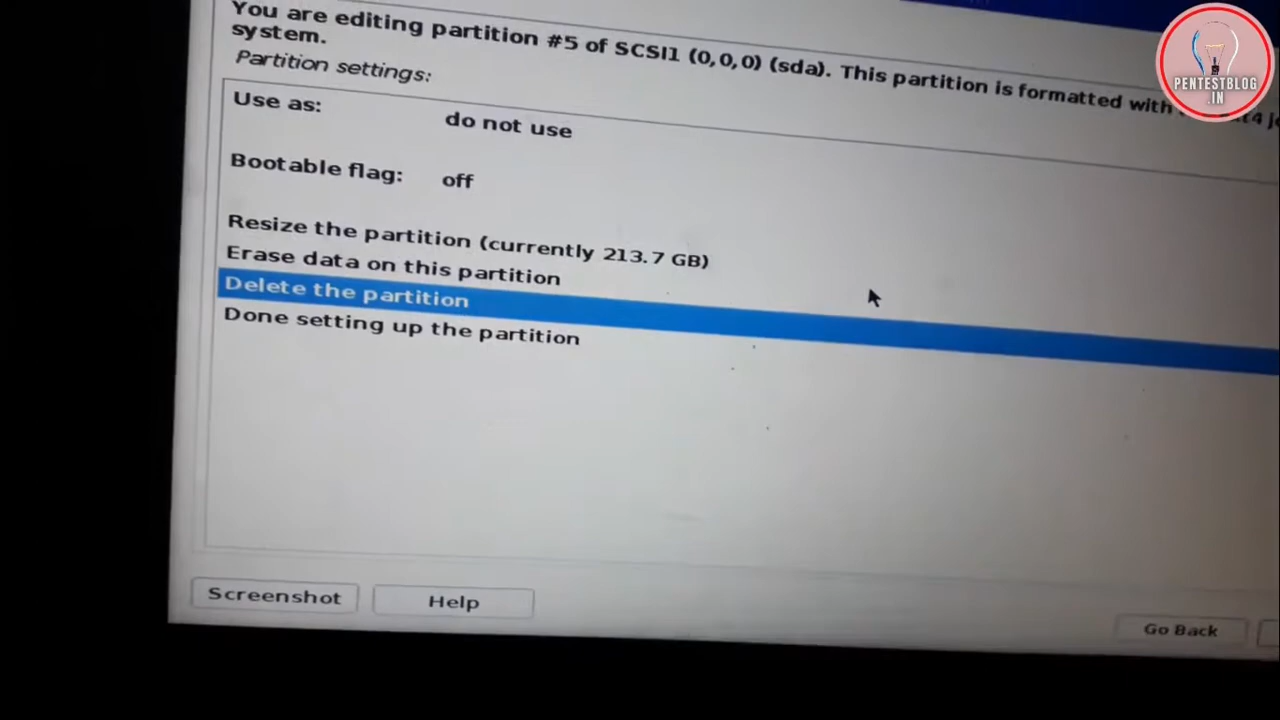 You are editing partition #5 of SCSI1 (0,0,0) (sda). This partition is formatted with
system.
Partition settings:
Use as: do not use
Bootable flag: off
Resize the partition (currently 213.7 GB)
Erase data on this partition
Delete the partition
Done setting up the partition
Screenshot
Help
Go Back
PENTESTBLOG
.IN